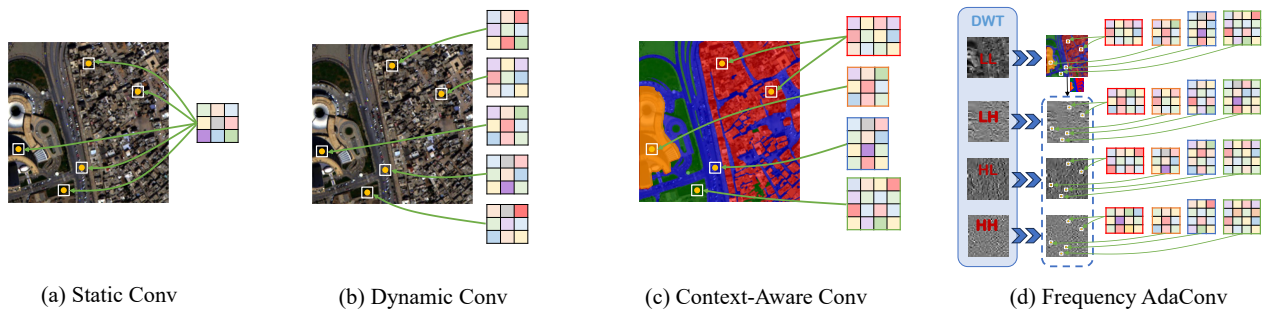 DWT
LL
LH
HL
HH
(a) Static Conv
(b) Dynamic Conv
(c) Context-Aware Conv
(d) Frequency AdaConv